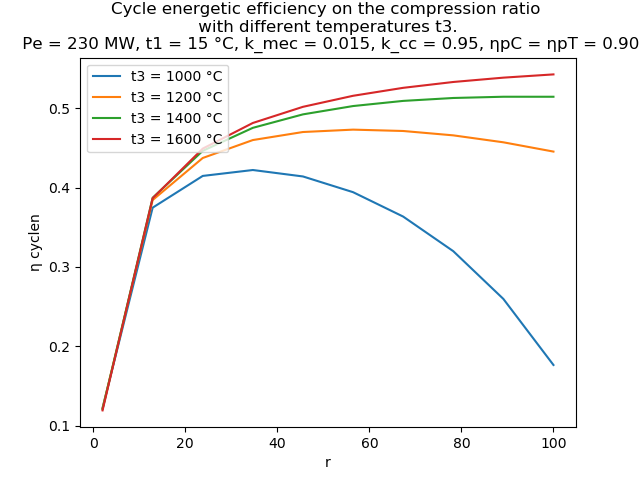 Cycle energetic efficiency on the compression ratio
with different temperatures t3.
Pe = 230 MW, t1 = 15 °C, k_mec = 0.015, k_cc = 0.95, ηpC = ηpT = 0.90
t3 = 1000 °C
t3 = 1200 °C
t3 = 1400 °C
t3 = 1600 °C
0.5
0.4
0.3
0.2
0.1
η cyclen
0 20 40 60 80 100
r